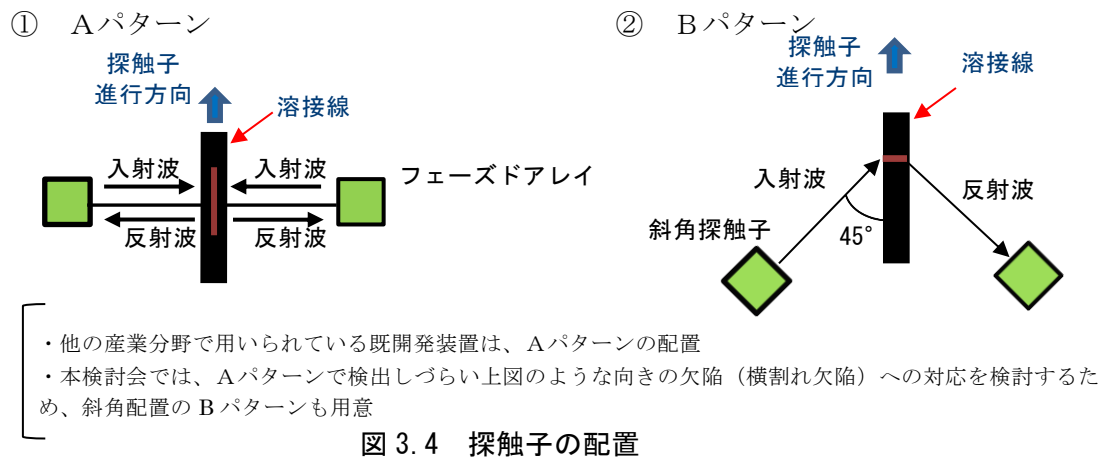 ① Ａパターン
探触子
進行方向
溶接線
入射波
入射波
フェーズドアレイ
反射波
反射波
② Ｂパターン
探触子
進行方向
溶接線
入射波
反射波
斜角探触子
45°
・他の産業分野で用いられている既開発装置は、Ａパターンの配置
・本検討会では、Ａパターンで検出しづらい上図のような向きの欠陥（横割れ欠陥）への対応を検討するた
め、斜角配置の B パターンも用意
図 3.4 探触子の配置